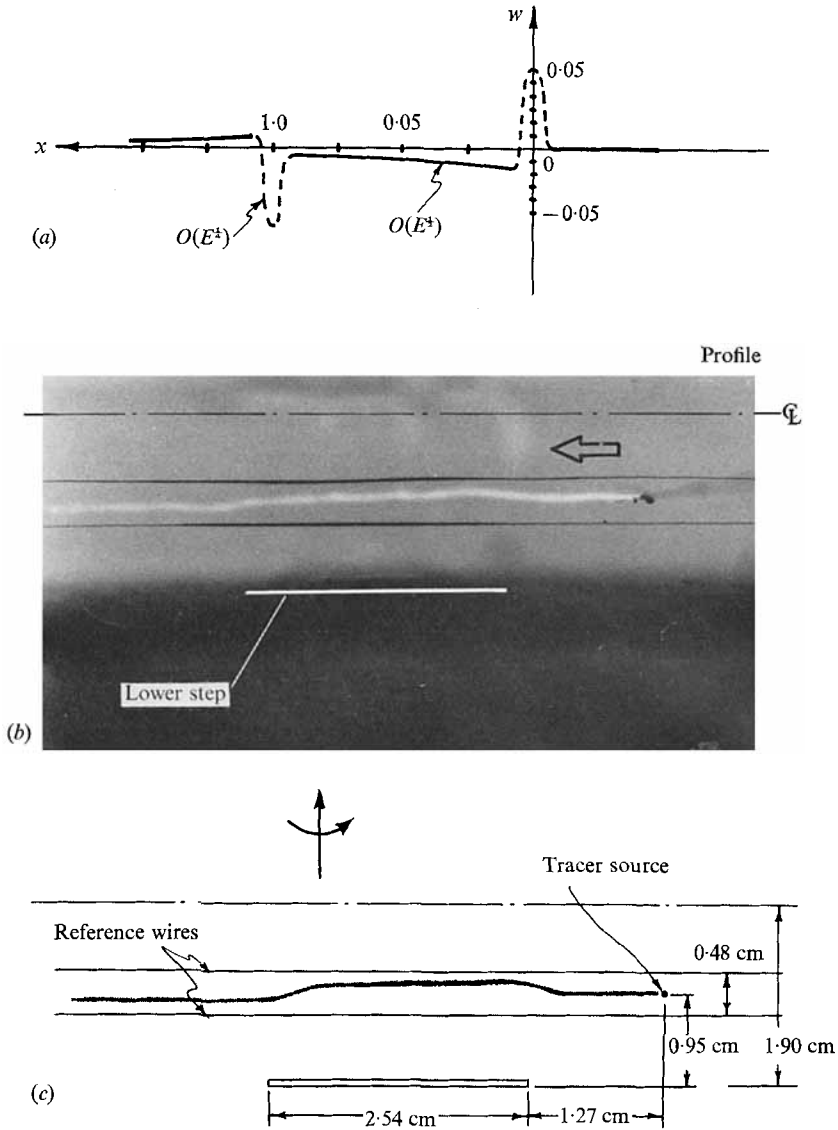 w
0·05
1·0 0·05
x
0
−0·05
O(E¼) O(E¼)
(a)
Profile
℄
Lower step
(b)
Tracer source
Reference wires
0·48 cm
0·95 cm 1·90 cm
(c)
2·54 cm 1·27 cm